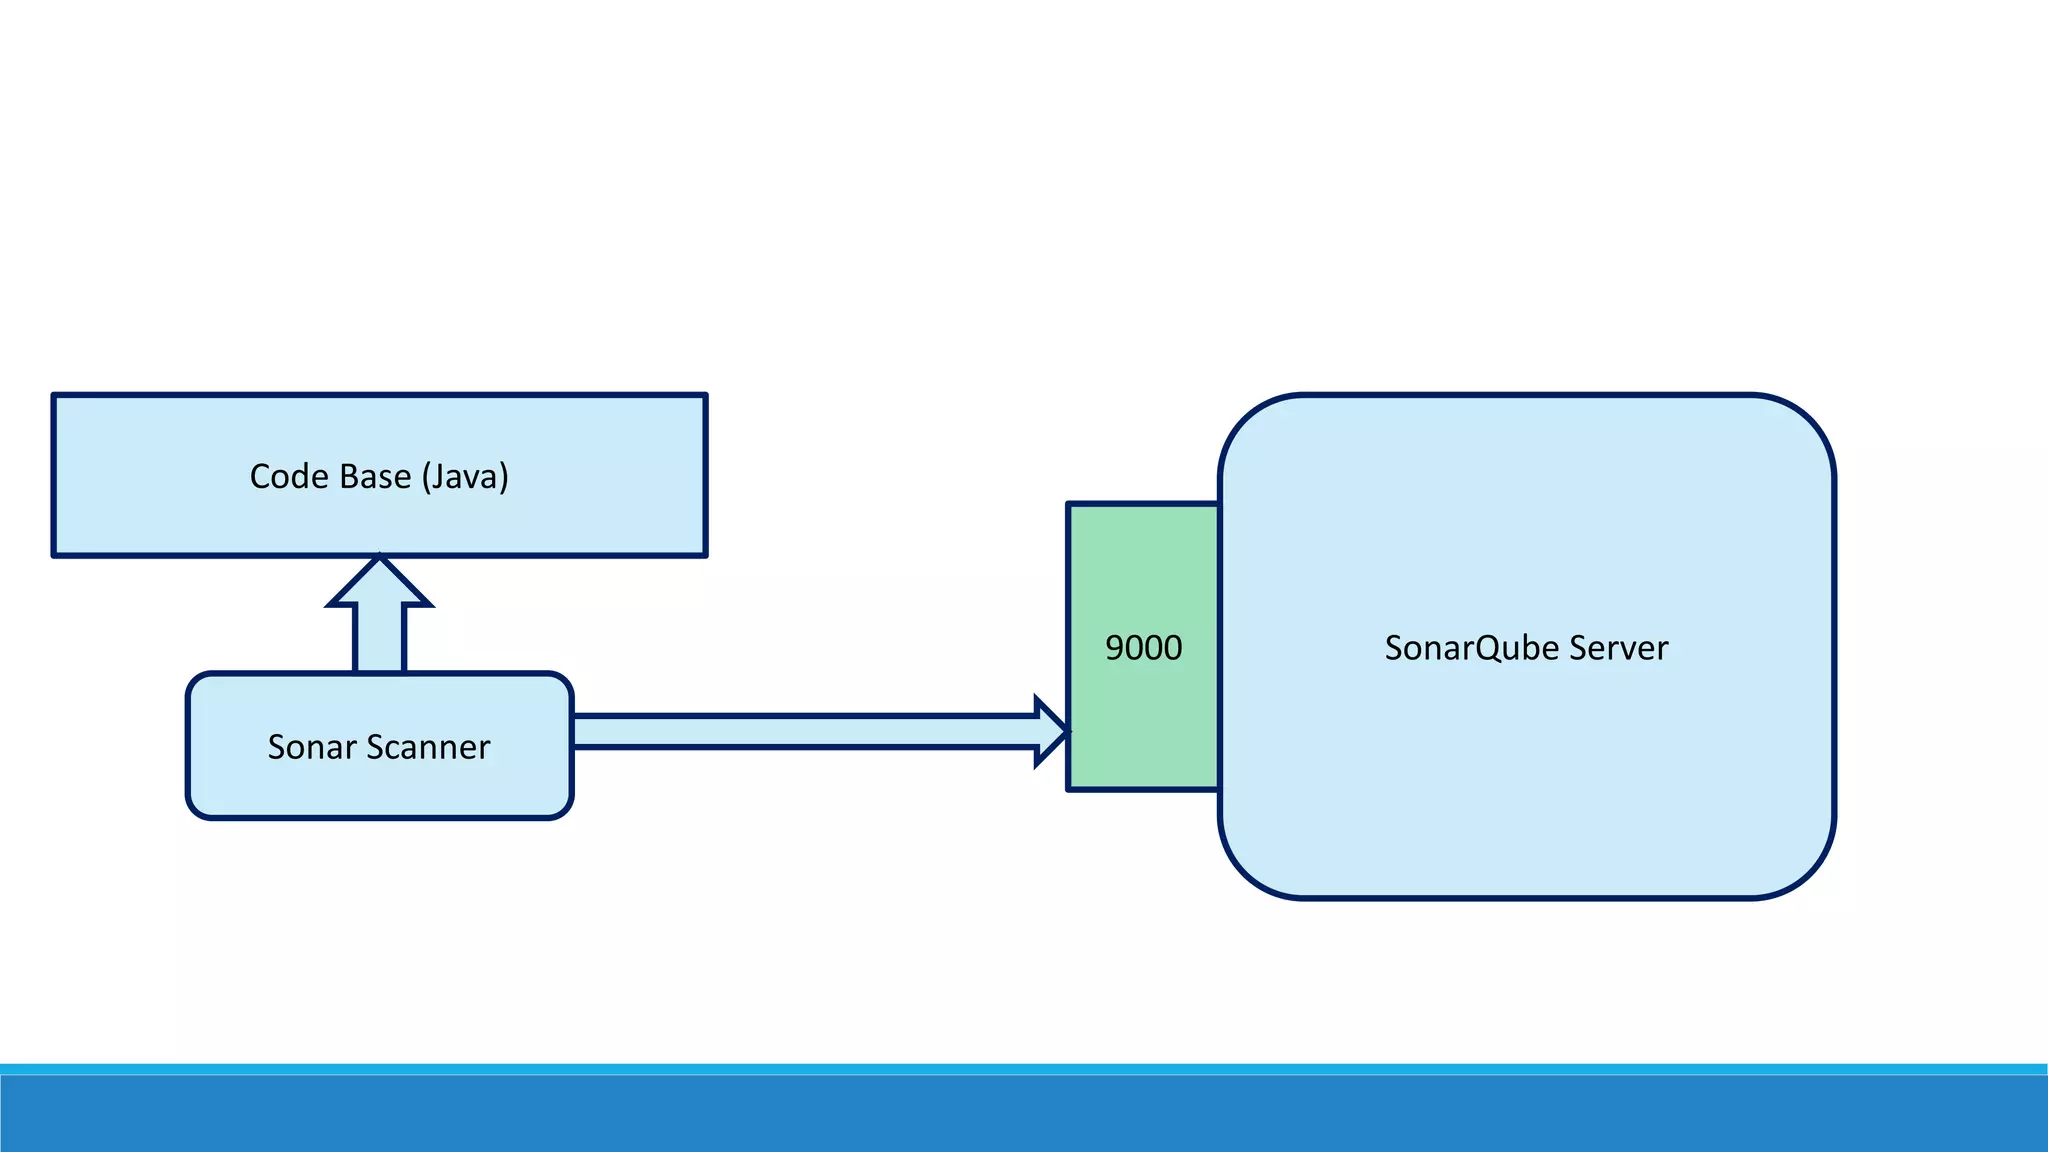 Code Base (Java)
Sonar Scanner
9000
SonarQube Server